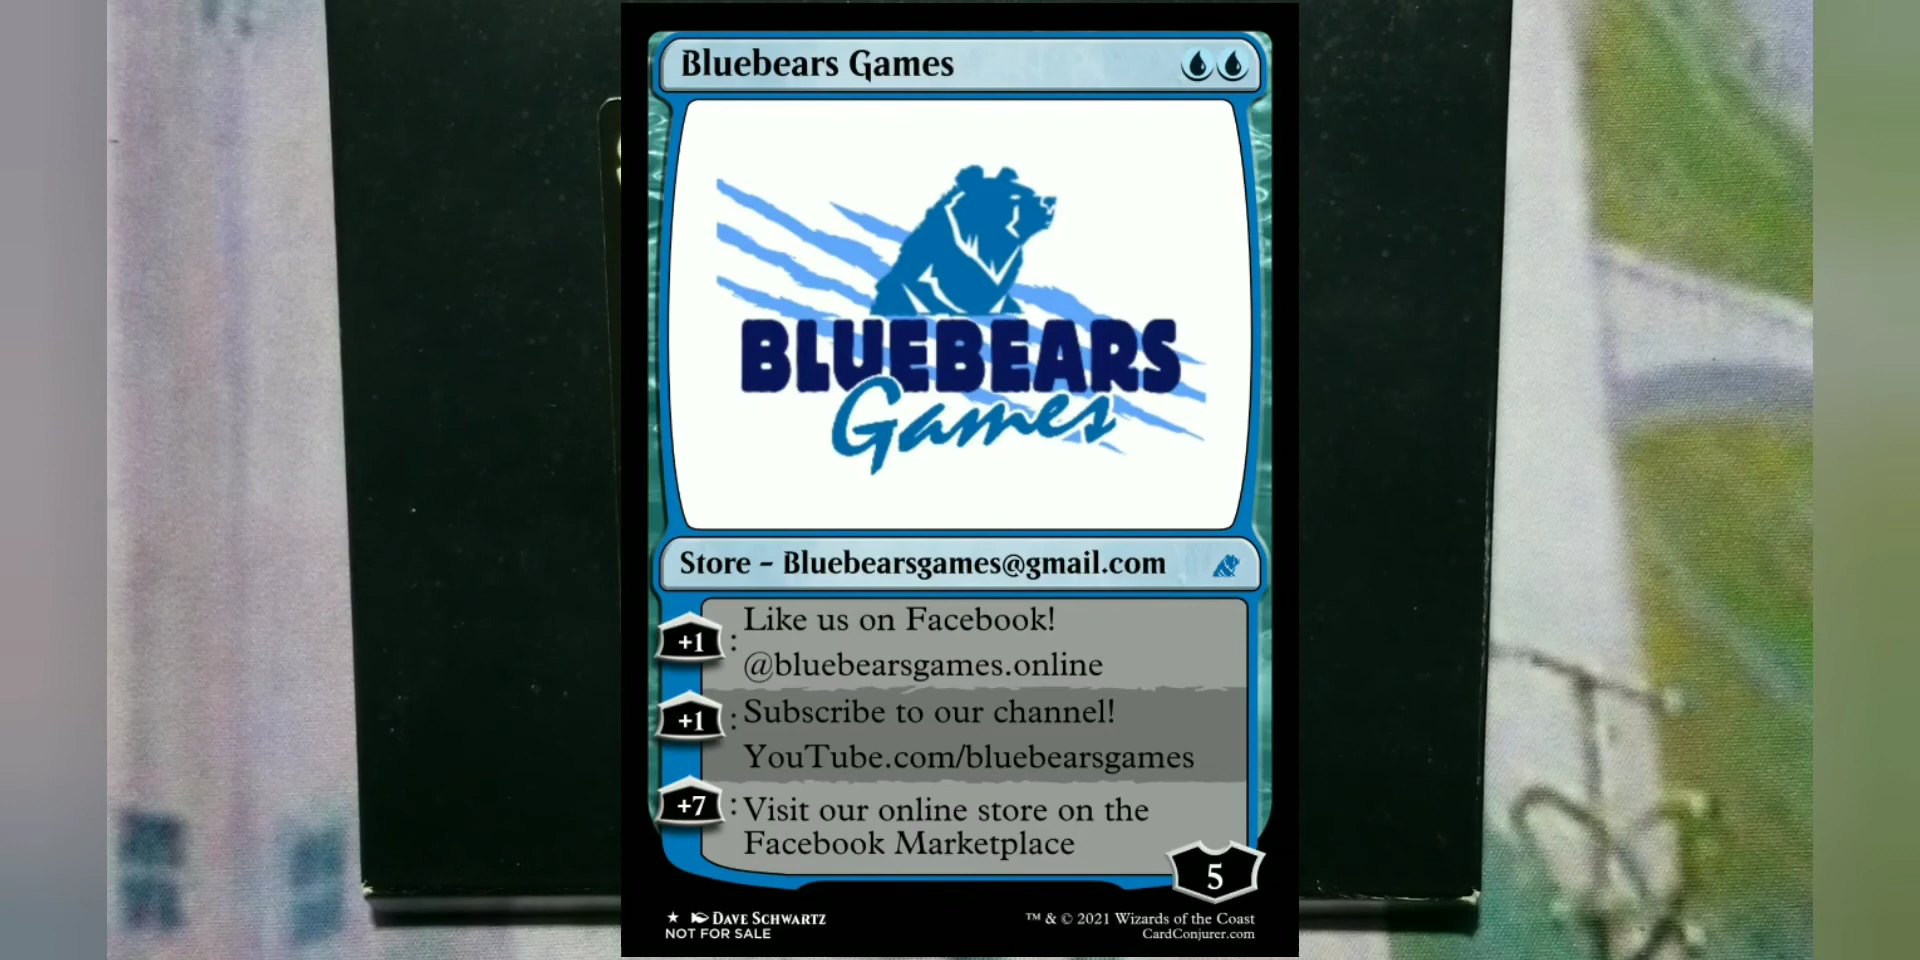 Bluebears Games
BLUEBEARS
Games
Store – Bluebearsgames@gmail.com
+1 : Like us on Facebook!
@bluebearsgames.online
+1 : Subscribe to our channel!
YouTube.com/bluebearsgames
+7 : Visit our online store on the
Facebook Marketplace
5
DAVE SCHWARTZ
NOT FOR SALE
™ & © 2021 Wizards of the Coast
CardConjurer.com